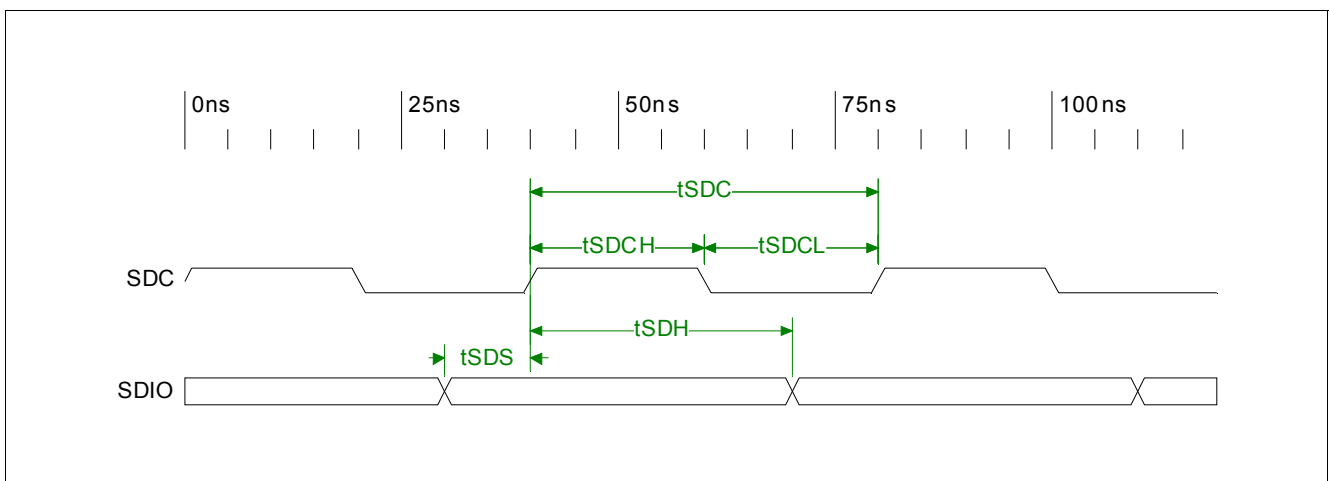 0ns 25ns 50ns 75ns 100ns
tSDC
tSDCH tSDCL
SDC
tSDH
tSDS
SDIO